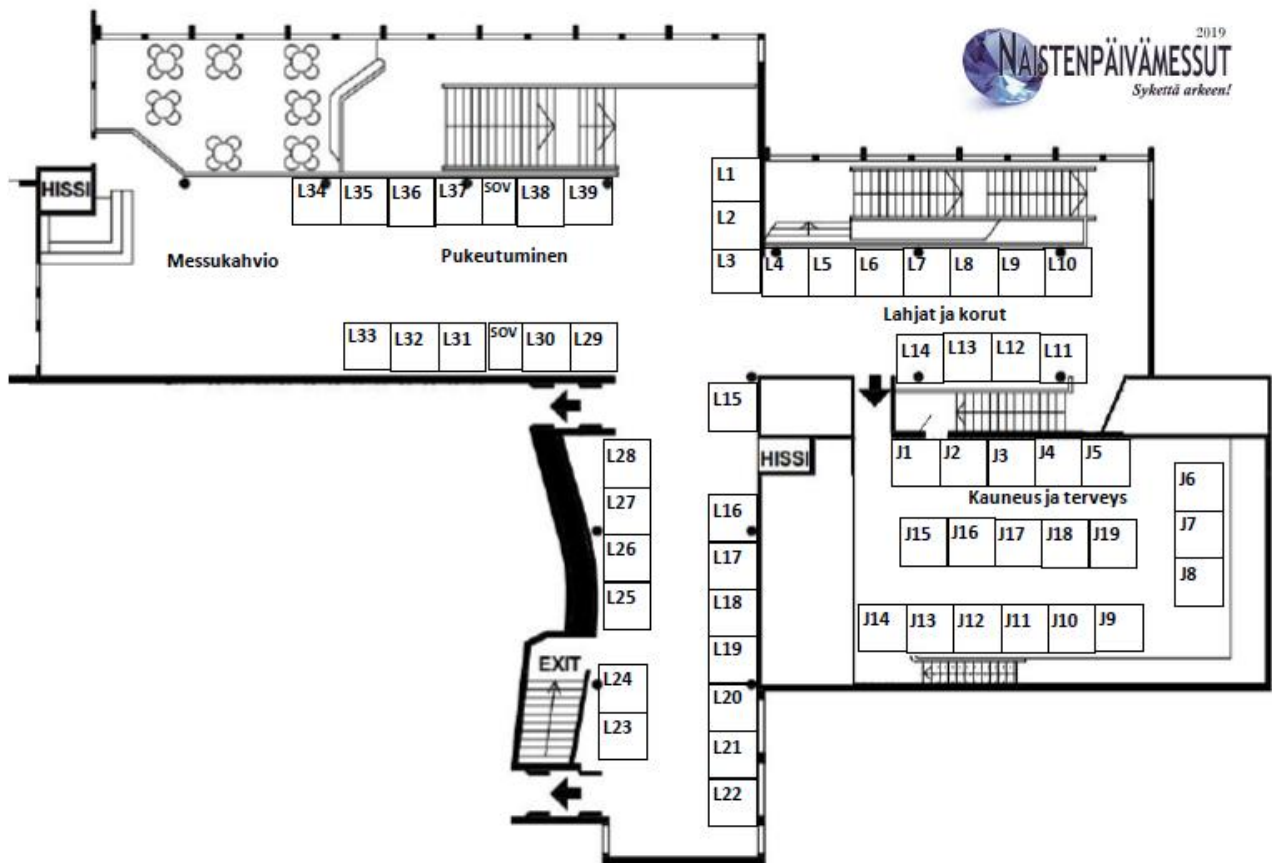 2019
NAISTENPÄIVÄMESSUT
Sykettä arkeen!
HISSI
L34 L35 L36 L37 SOV L38 L39
Messukahvio
Pukeutuminen
L33 L32 L31 SOV L30 L29
L1
L2
L3
L4 L5 L6 L7 L8 L9 L10
Lahjat ja korut
L14 L13 L12 L11
L15
HISSI
L28
L27
L26
L25
EXIT
L24
L23
L16
L17
L18
L19
L20
L21
L22
J1 J2 J3 J4 J5
Kauneus ja terveys
J6
J7
J8
J15 J16 J17 J18 J19
J14 J13 J12 J11 J10 J9